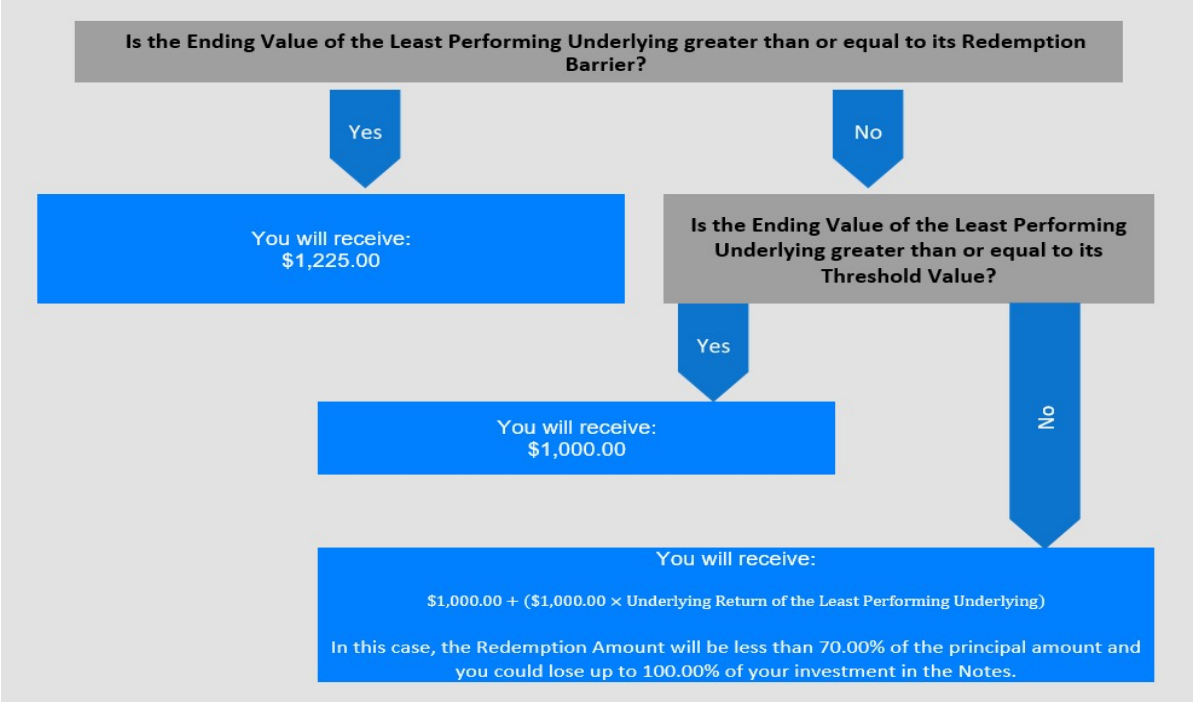 Is the Ending Value of the Least Performing Underlying greater than or equal to its Redemption
Barrier?
Yes
No
You will receive:
$1,225.00
Is the Ending Value of the Least Performing
Underlying greater than or equal to its
Threshold Value?
Yes
No
You will receive:
$1,000.00
You will receive:
$1,000.00 + ($1,000.00 × Underlying Return of the Least Performing Underlying)
In this case, the Redemption Amount will be less than 70.00% of the principal amount and
you could lose up to 100.00% of your investment in the Notes.